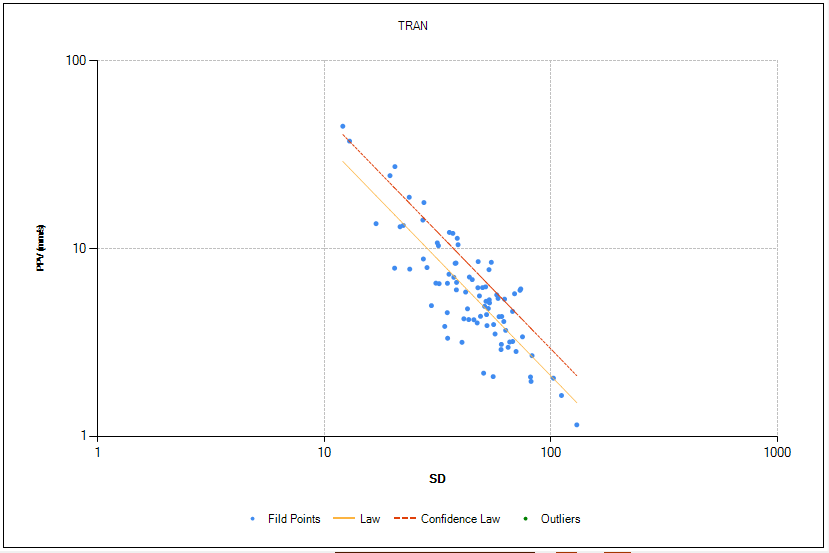 TRAN
100
10
1
PPV (mm/s)
1
10
100
1000
SD
Fild Points
Law
Confidence Law
Outliers